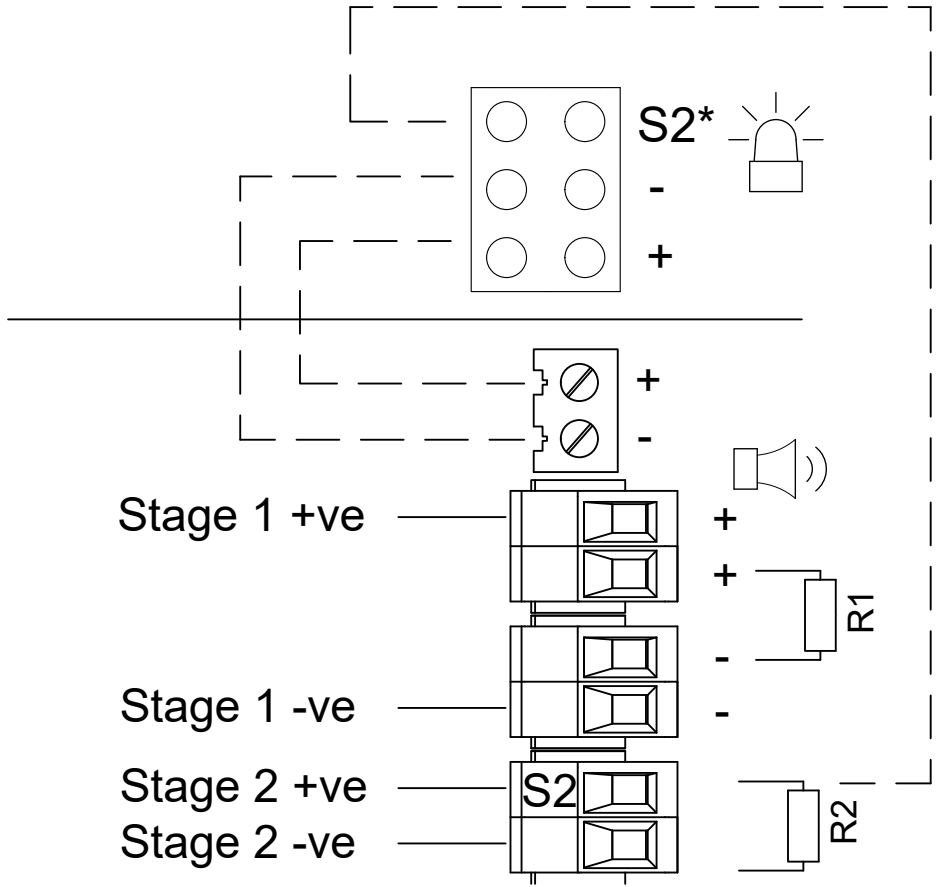 S2*
-
+
+
-
Stage 1 +ve
+
+
R1
-
Stage 1 -ve
-
Stage 2 +ve
S2
R2
Stage 2 -ve